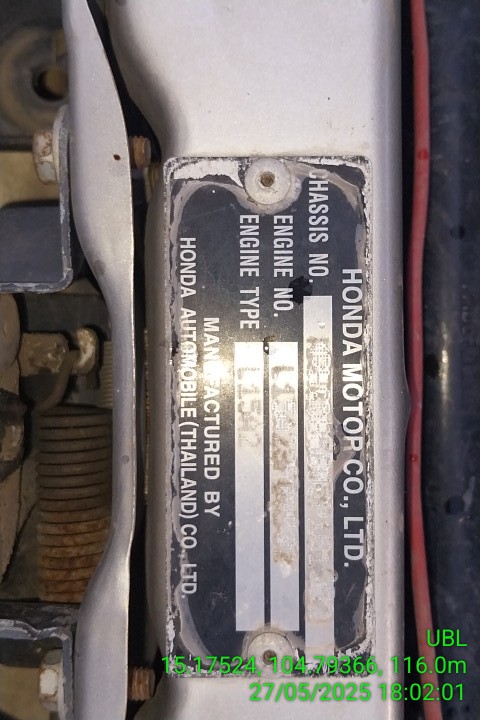 HONDA MOTOR CO., LTD.
CHASSIS NO.
ENGINE NO.
ENGINE TYPE L15A2
MANUFACTURED BY
HONDA AUTOMOBILE (THAILAND) CO., LTD.
UBL
15.17524, 104.79366, 116.0m
27/05/2025 18:02:01